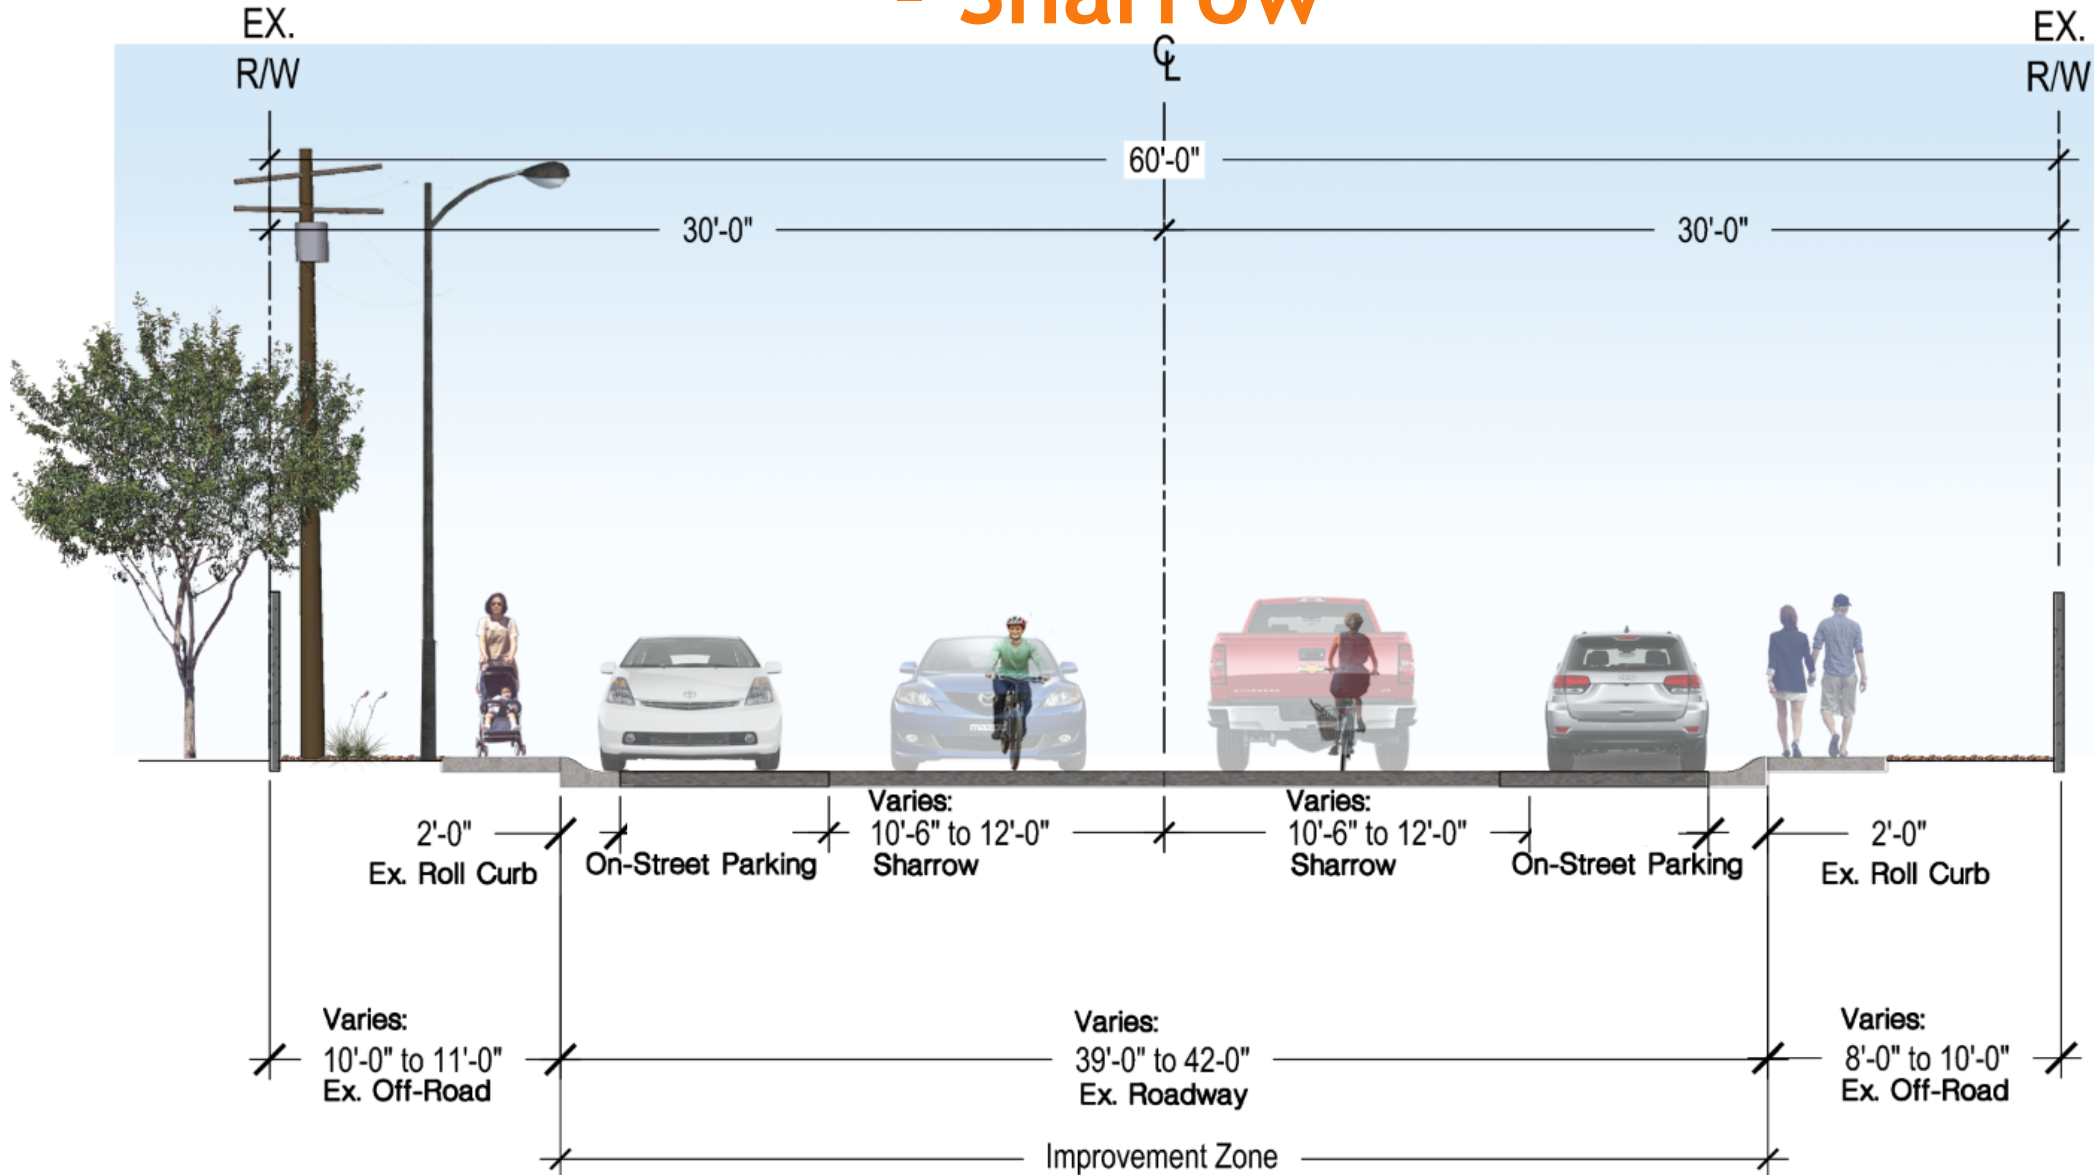 - Sharrow
EX.
R/W
℄
EX.
R/W
60'-0"
30'-0"
30'-0"
mazda
2'-0"
Ex. Roll Curb
On-Street Parking
Varies:
10'-6" to 12'-0"
Sharrow
Varies:
10'-6" to 12'-0"
Sharrow
On-Street Parking
2'-0"
Ex. Roll Curb
Varies:
10'-0" to 11'-0"
Ex. Off-Road
Varies:
39'-0" to 42-0"
Ex. Roadway
Varies:
8'-0" to 10'-0"
Ex. Off-Road
Improvement Zone